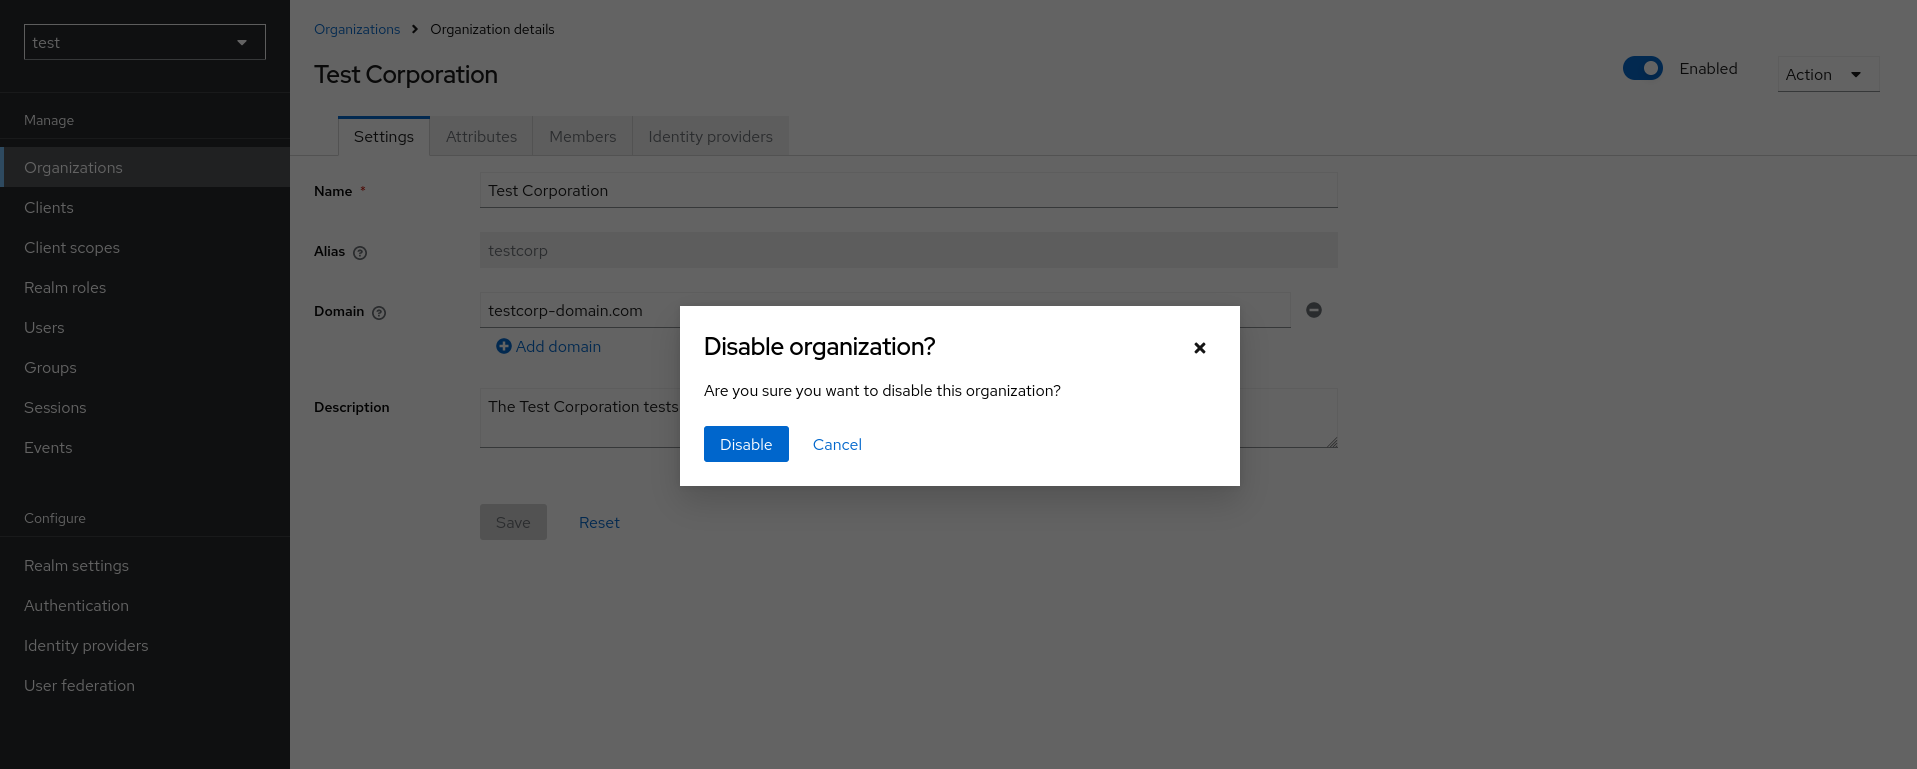 test
Manage
Organizations
Clients
Client scopes
Realm roles
Users
Groups
Sessions
Events
Configure
Realm settings
Authentication
Identity providers
User federation
Organizations > Organization details
Test Corporation
Enabled
Action
Settings Attributes Members Identity providers
Name * Test Corporation
Alias testcorp
Domain testcorp-domain.com
Add domain
Description The Test Corporation tests
Save Reset
Disable organization?
Are you sure you want to disable this organization?
Disable Cancel